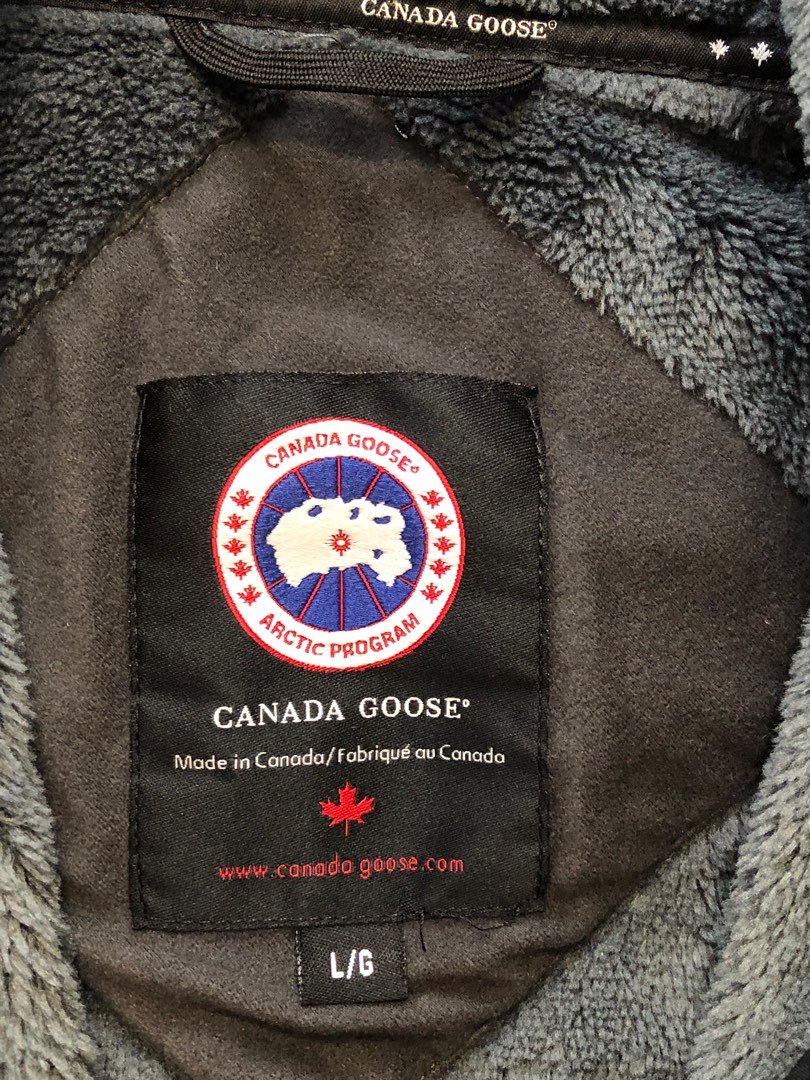 CANADA GOOSE®
CANADA GOOSE®
ARCTIC PROGRAM
CANADA GOOSE®
Made in Canada/Fabriqué au Canada
www.canada goose.com
L/G